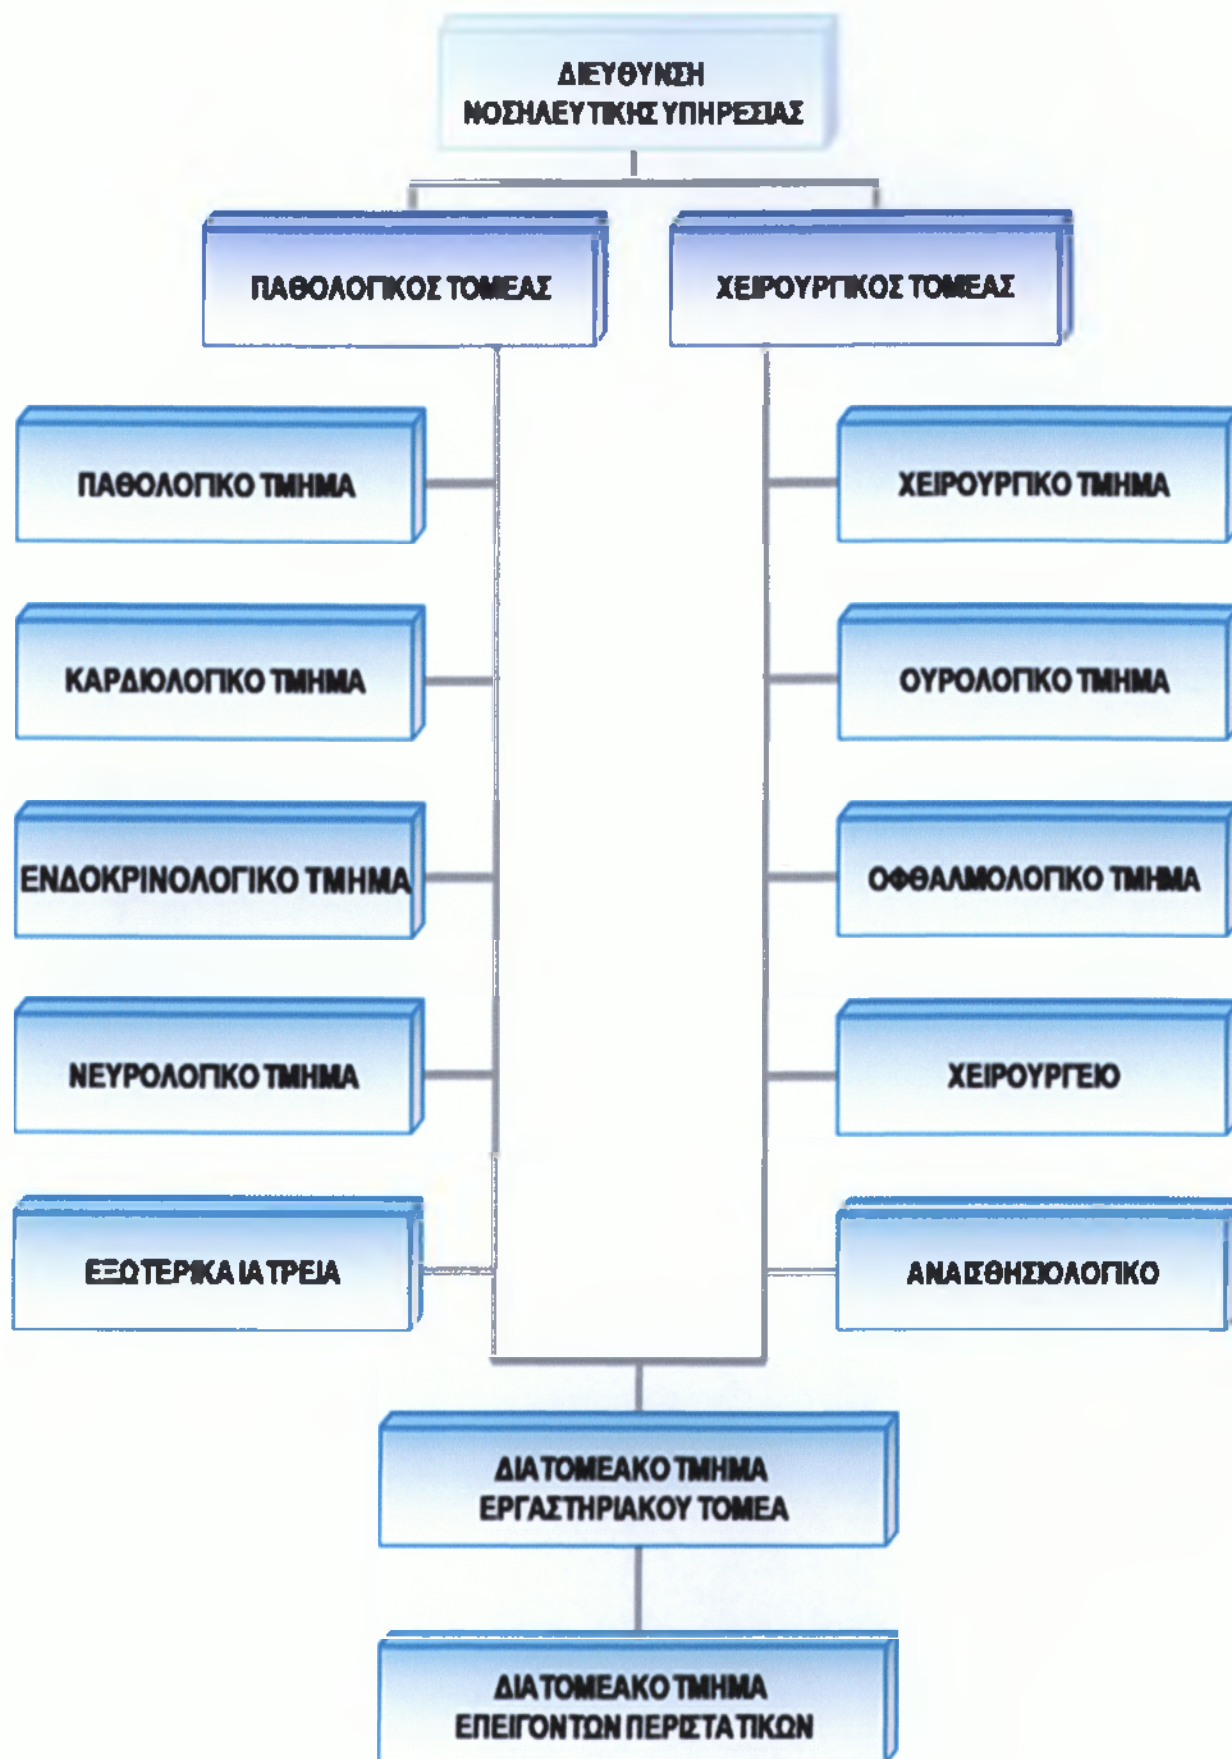 ΔΙΕΥΘΥΝΣΗ
ΝΟΣΗΛΕΥΤΙΚΗΣ ΥΠΗΡΕΣΙΑΣ
ΠΑΘΟΛΟΓΙΚΟΣ ΤΟΜΕΑΣ
ΧΕΙΡΟΥΡΓΙΚΟΣ ΤΟΜΕΑΣ
ΠΑΘΟΛΟΓΙΚΟ ΤΜΗΜΑ
ΧΕΙΡΟΥΡΓΙΚΟ ΤΜΗΜΑ
ΚΑΡΔΙΟΛΟΓΙΚΟ ΤΜΗΜΑ
ΟΥΡΟΛΟΓΙΚΟ ΤΜΗΜΑ
ΕΝΔΟΚΡΙΝΟΛΟΓΙΚΟ ΤΜΗΜΑ
ΟΦΘΑΛΜΟΛΟΓΙΚΟ ΤΜΗΜΑ
ΝΕΥΡΟΛΟΓΙΚΟ ΤΜΗΜΑ
ΧΕΙΡΟΥΡΓΕΙΟ
ΕΞΩΤΕΡΙΚΑ ΙΑΤΡΕΙΑ
ΑΝΑΙΣΘΗΣΙΟΛΟΓΙΚΟ
ΔΙΑΤΟΜΕΑΚΟ ΤΜΗΜΑ
ΕΡΓΑΣΤΗΡΙΑΚΟΥ ΤΟΜΕΑ
ΔΙΑΤΟΜΕΑΚΟ ΤΜΗΜΑ
ΕΠΕΙΓΟΝΤΩΝ ΠΕΡΙΣΤΑΤΙΚΩΝ